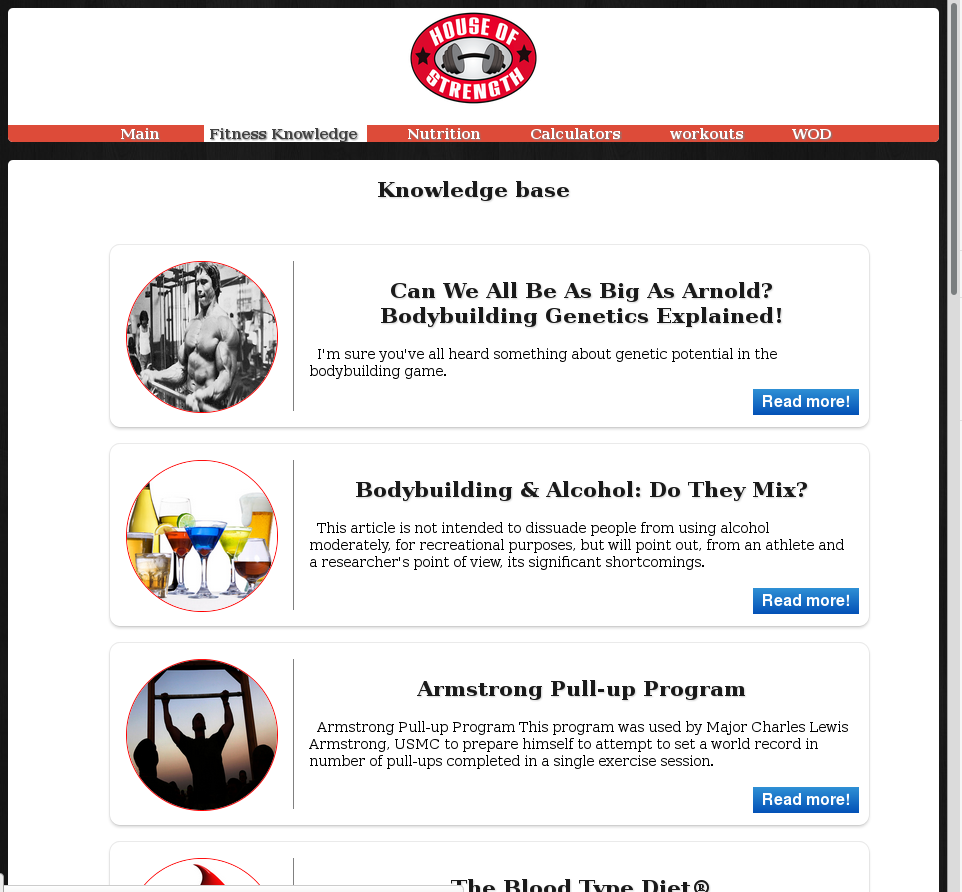 HOUSE OF
STRENGTH
Main Fitness Knowledge Nutrition Calculators workouts WOD
Knowledge base
Can We All Be As Big As Arnold?
Bodybuilding Genetics Explained!
I'm sure you've all heard something about genetic potential in the
bodybuilding game.
Read more!
Bodybuilding & Alcohol: Do They Mix?
This article is not intended to dissuade people from using alcohol
moderately, for recreational purposes, but will point out, from an athlete and
a researcher's point of view, its significant shortcomings.
Read more!
Armstrong Pull-up Program
Armstrong Pull-up Program This program was used by Major Charles Lewis
Armstrong, USMC to prepare himself to attempt to set a world record in
number of pull-ups completed in a single exercise session.
Read more!
The Blood Type Diet®